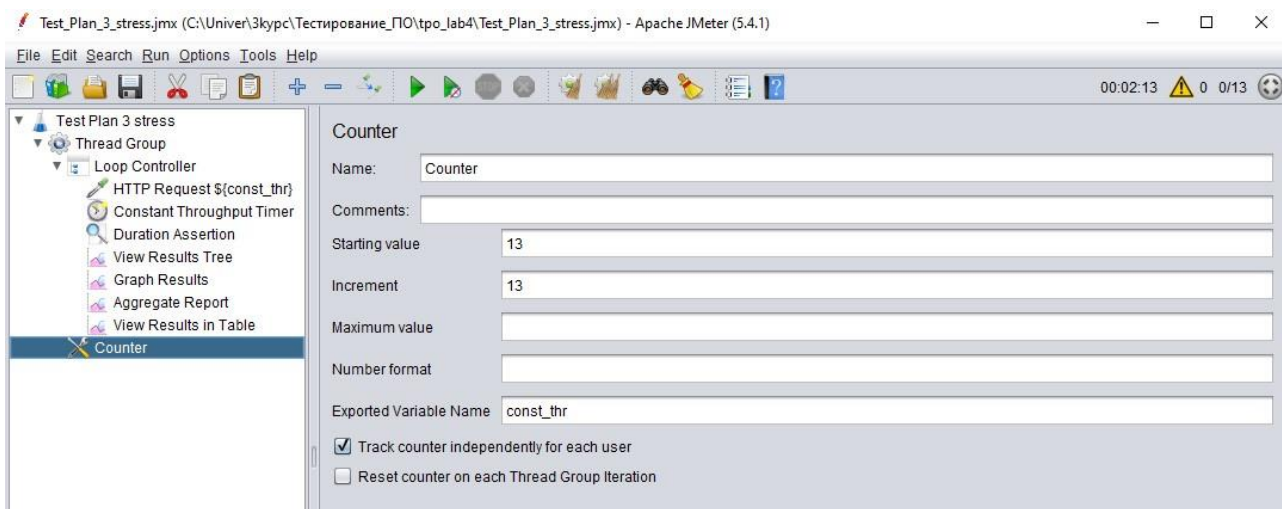 Test_Plan_3_stress.jmx (C:\Univer\3kypc\Тестирование_ПО\tpo_lab4\Test_Plan_3_stress.jmx) - Apache JMeter (5.4.1)
File Edit Search Run Options Tools Help
00:02:13 0 0/13
Test Plan 3 stress
Thread Group
Loop Controller
HTTP Request ${const_thr}
Constant Throughput Timer
Duration Assertion
View Results Tree
Graph Results
Aggregate Report
View Results in Table
Counter
Counter
Name: Counter
Comments:
Starting value 13
Increment 13
Maximum value
Number format
Exported Variable Name const_thr
Track counter independently for each user
Reset counter on each Thread Group Iteration